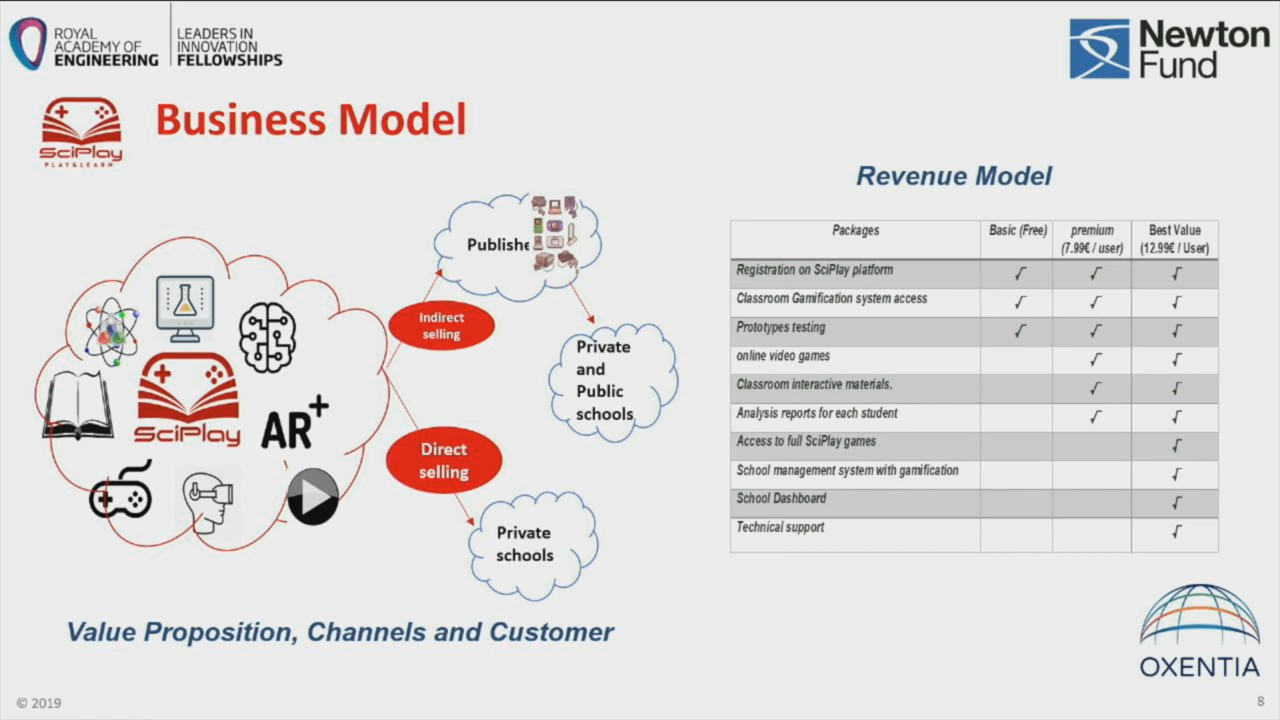 ROYAL
ACADEMY OF
ENGINEERING
LEADERS IN
INNOVATION
FELLOWSHIPS
Newton
Fund
SciPlay
PLAY&LEARN
Business Model
Revenue Model
Packages Basic (Free) premium (7.99€ / user) Best Value (12.99€ / User)
Registration on SciPlay platform √ √ √
Classroom Gamification system access √ √ √
Prototypes testing √ √ √
online video games √ √
Classroom interactive materials. √ √
Analysis reports for each student √ √
Access to full SciPlay games √
School management system with gamification √
School Dashboard √
Technical support √
Publishe
Indirect
selling
Private
and
Public
schools
SciPlay
AR+
Direct
selling
Private
schools
Value Proposition, Channels and Customer
OXENTIA
© 2019
8